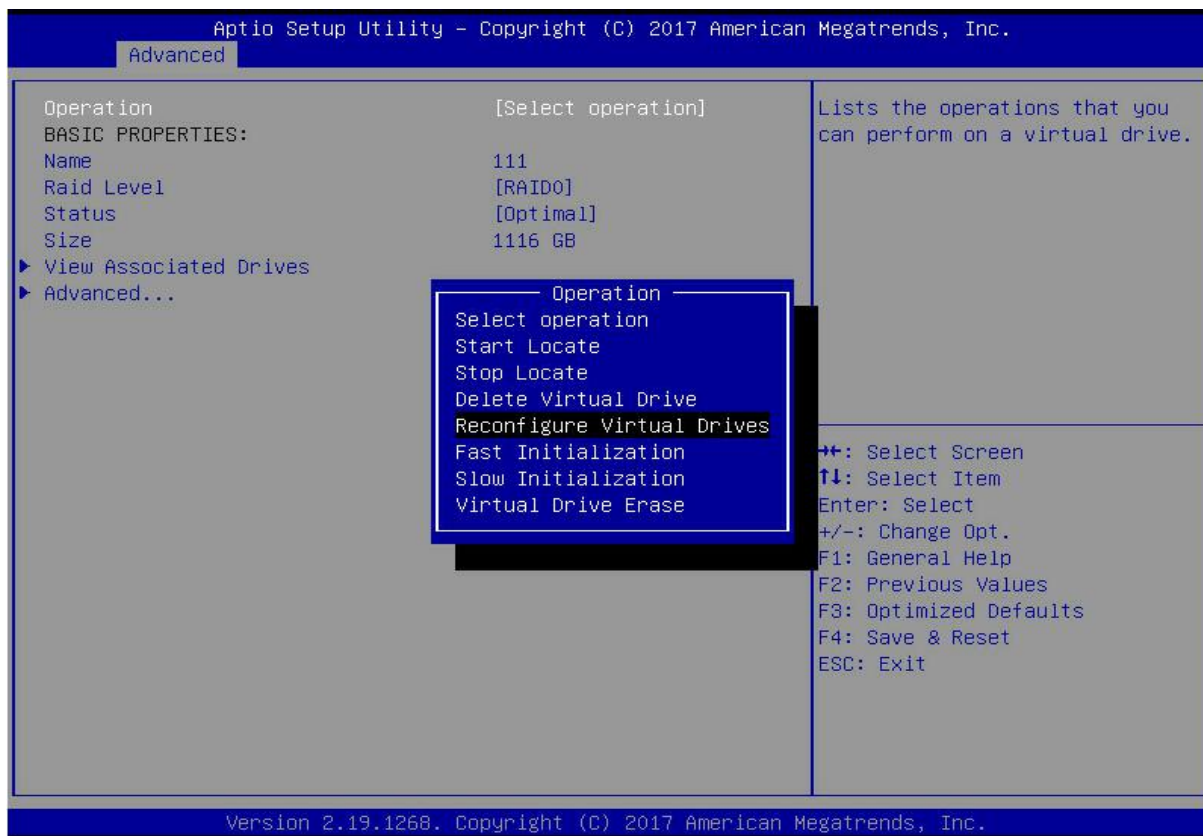 Aptio Setup Utility – Copyright (C) 2017 American Megatrends, Inc.
Advanced
Operation [Select operation]
BASIC PROPERTIES:
Name 111
Raid Level [RAID0]
Status [Optimal]
Size 1116 GB
▶ View Associated Drives
▶ Advanced...
Operation
Select operation
Start Locate
Stop Locate
Delete Virtual Drive
Reconfigure Virtual Drives
Fast Initialization
Slow Initialization
Virtual Drive Erase
Lists the operations that you
can perform on a virtual drive.
→←: Select Screen
↑↓: Select Item
Enter: Select
+/-: Change Opt.
F1: General Help
F2: Previous Values
F3: Optimized Defaults
F4: Save & Reset
ESC: Exit
Version 2.19.1268. Copyright (C) 2017 American Megatrends, Inc.